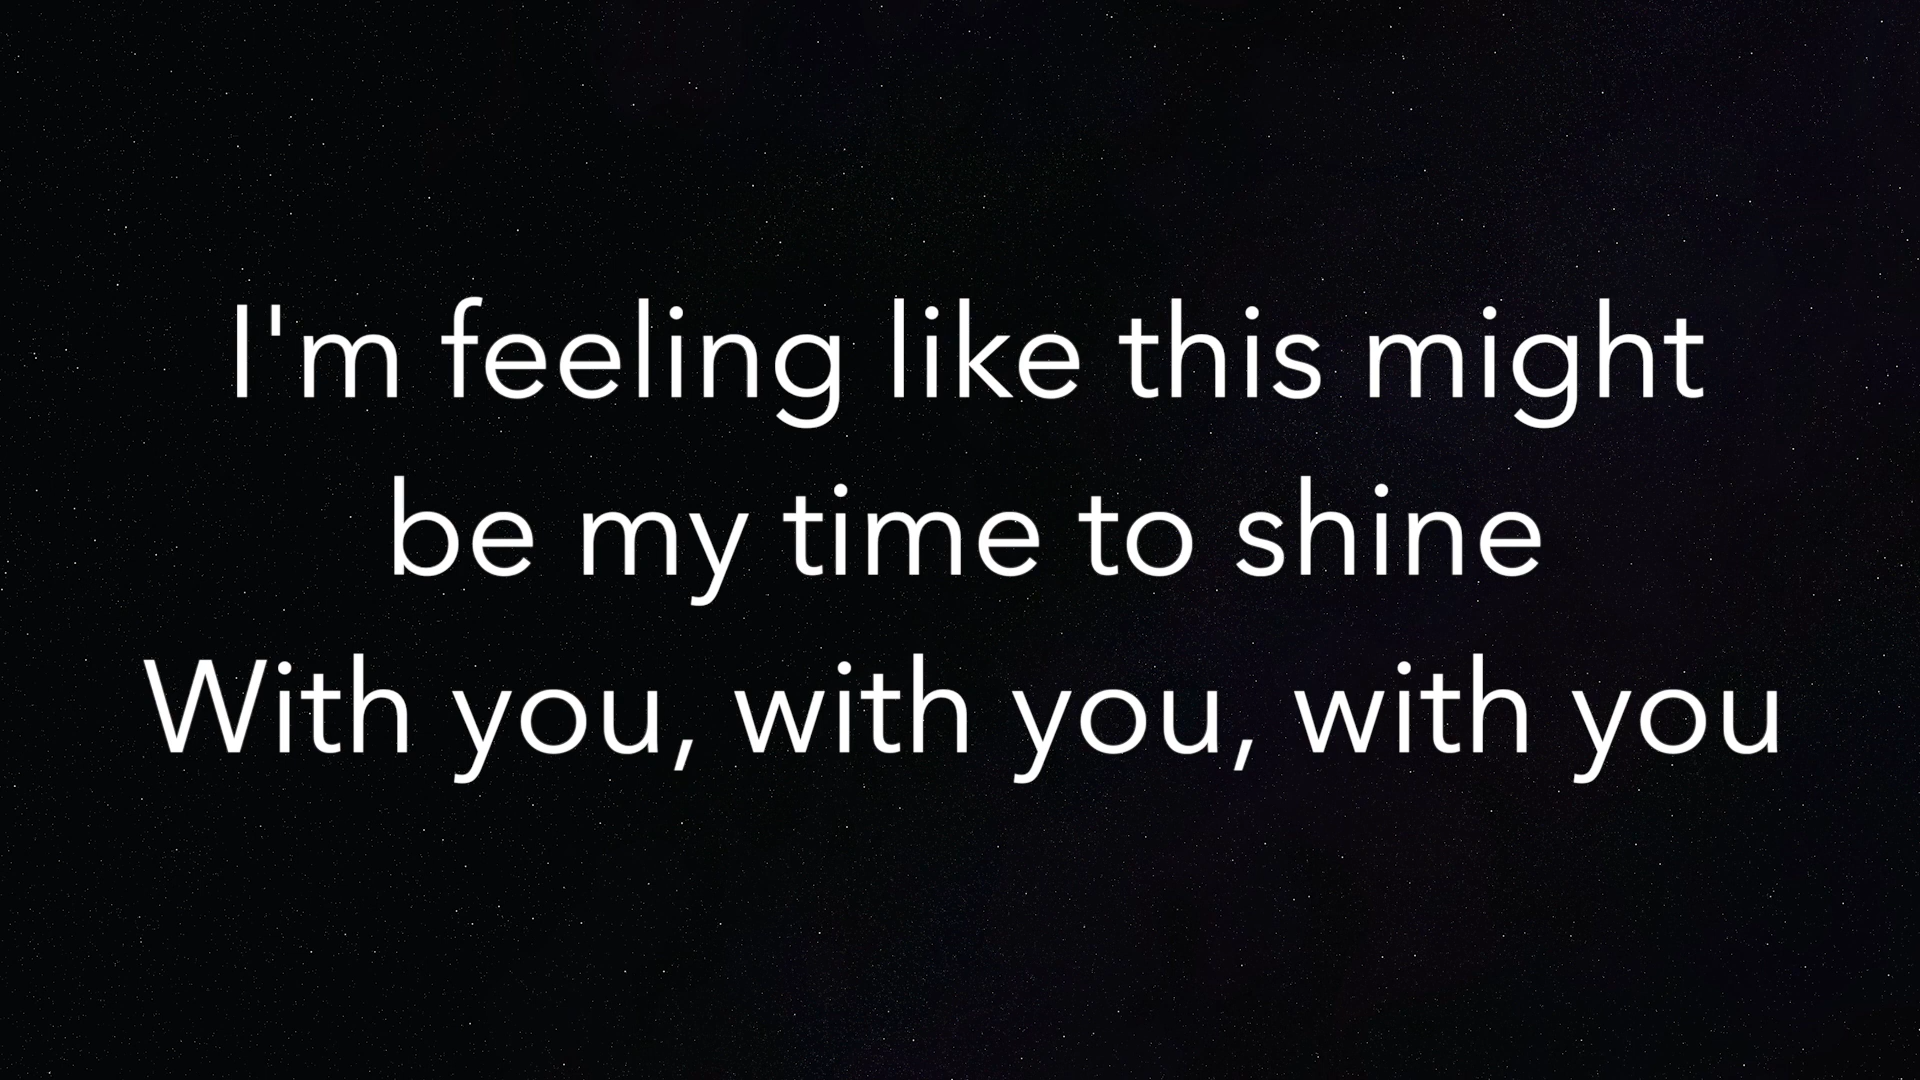 I'm feeling like this might
be my time to shine
With you, with you, with you